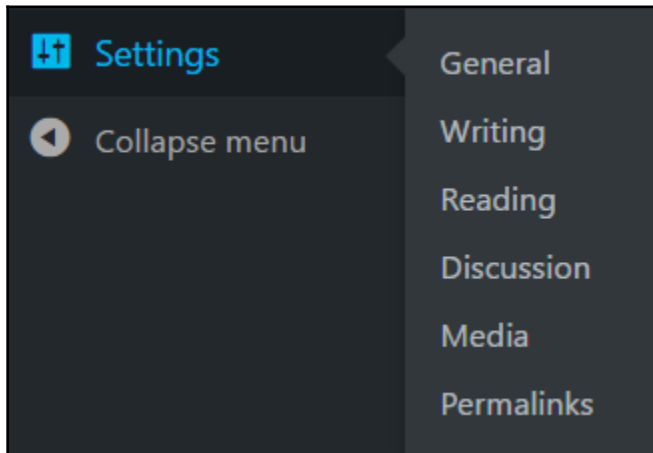 Settings
Collapse menu
General
Writing
Reading
Discussion
Media
Permalinks